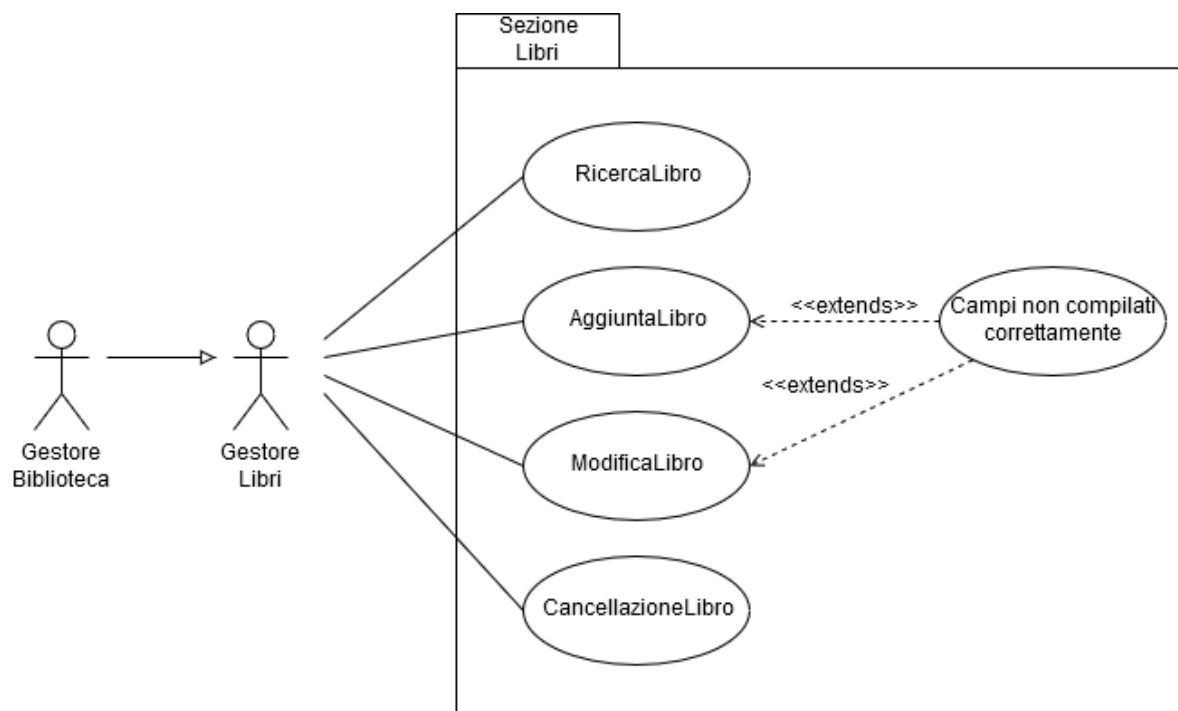 Sezione
Libri
RicercaLibro
AggiuntaLibro
<<extends>>
Campi non compilati
correttamente
<<extends>>
ModificaLibro
CancellazioneLibro
Gestore
Biblioteca
Gestore
Libri